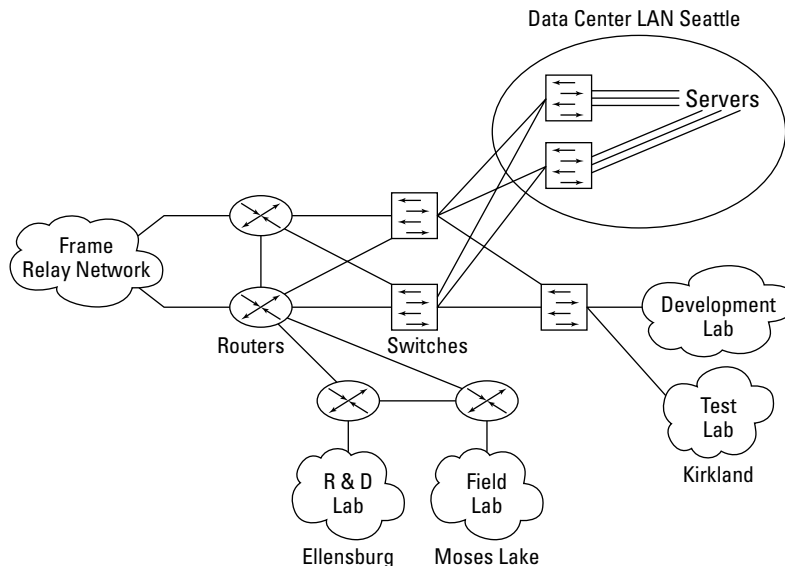 Data Center LAN Seattle
Servers
Frame
Relay Network
Routers
Switches
Development
Lab
Test
Lab
Kirkland
R & D
Lab
Field
Lab
Ellensburg
Moses Lake